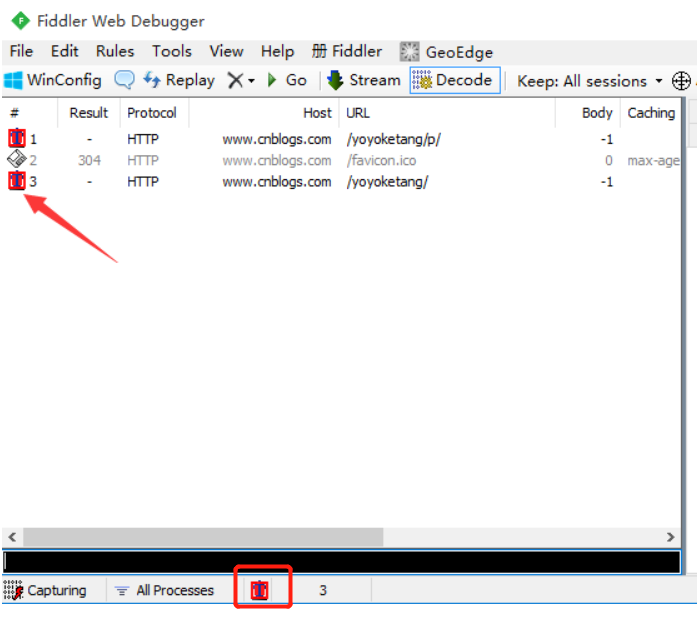 Fiddler Web Debugger
File Edit Rules Tools View Help 册 Fiddler GeoEdge
WinConfig Replay Go Stream Decode Keep: All sessions
# Result Protocol Host URL Body Caching
1 - HTTP www.cnblogs.com /yoyoketang/p/ -1
2 304 HTTP www.cnblogs.com /favicon.ico 0 max-age
3 - HTTP www.cnblogs.com /yoyoketang/ -1
Capturing All Processes 3